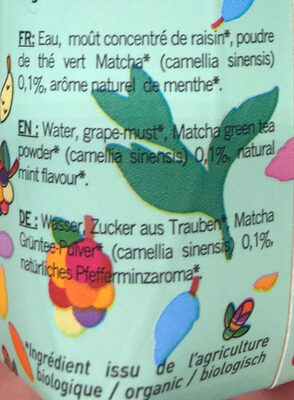 FR: Eau, moût concentré de raisin*, poudre
de thé vert Matcha* (camellia sinensis)
0,1%, arôme naturel de menthe*.
EN : Water, grape-must*, Matcha green tea
powder* (camellia sinensis) 0,1%, natural
mint flavour*.
DE : Wasser, Zucker aus Trauben*, Matcha
Grüntee-Pulver* (camellia sinensis) 0,1%,
natürliches Pfefferminzaroma*
*Ingrédient issu de l'agriculture
biologique / organic / biologisch